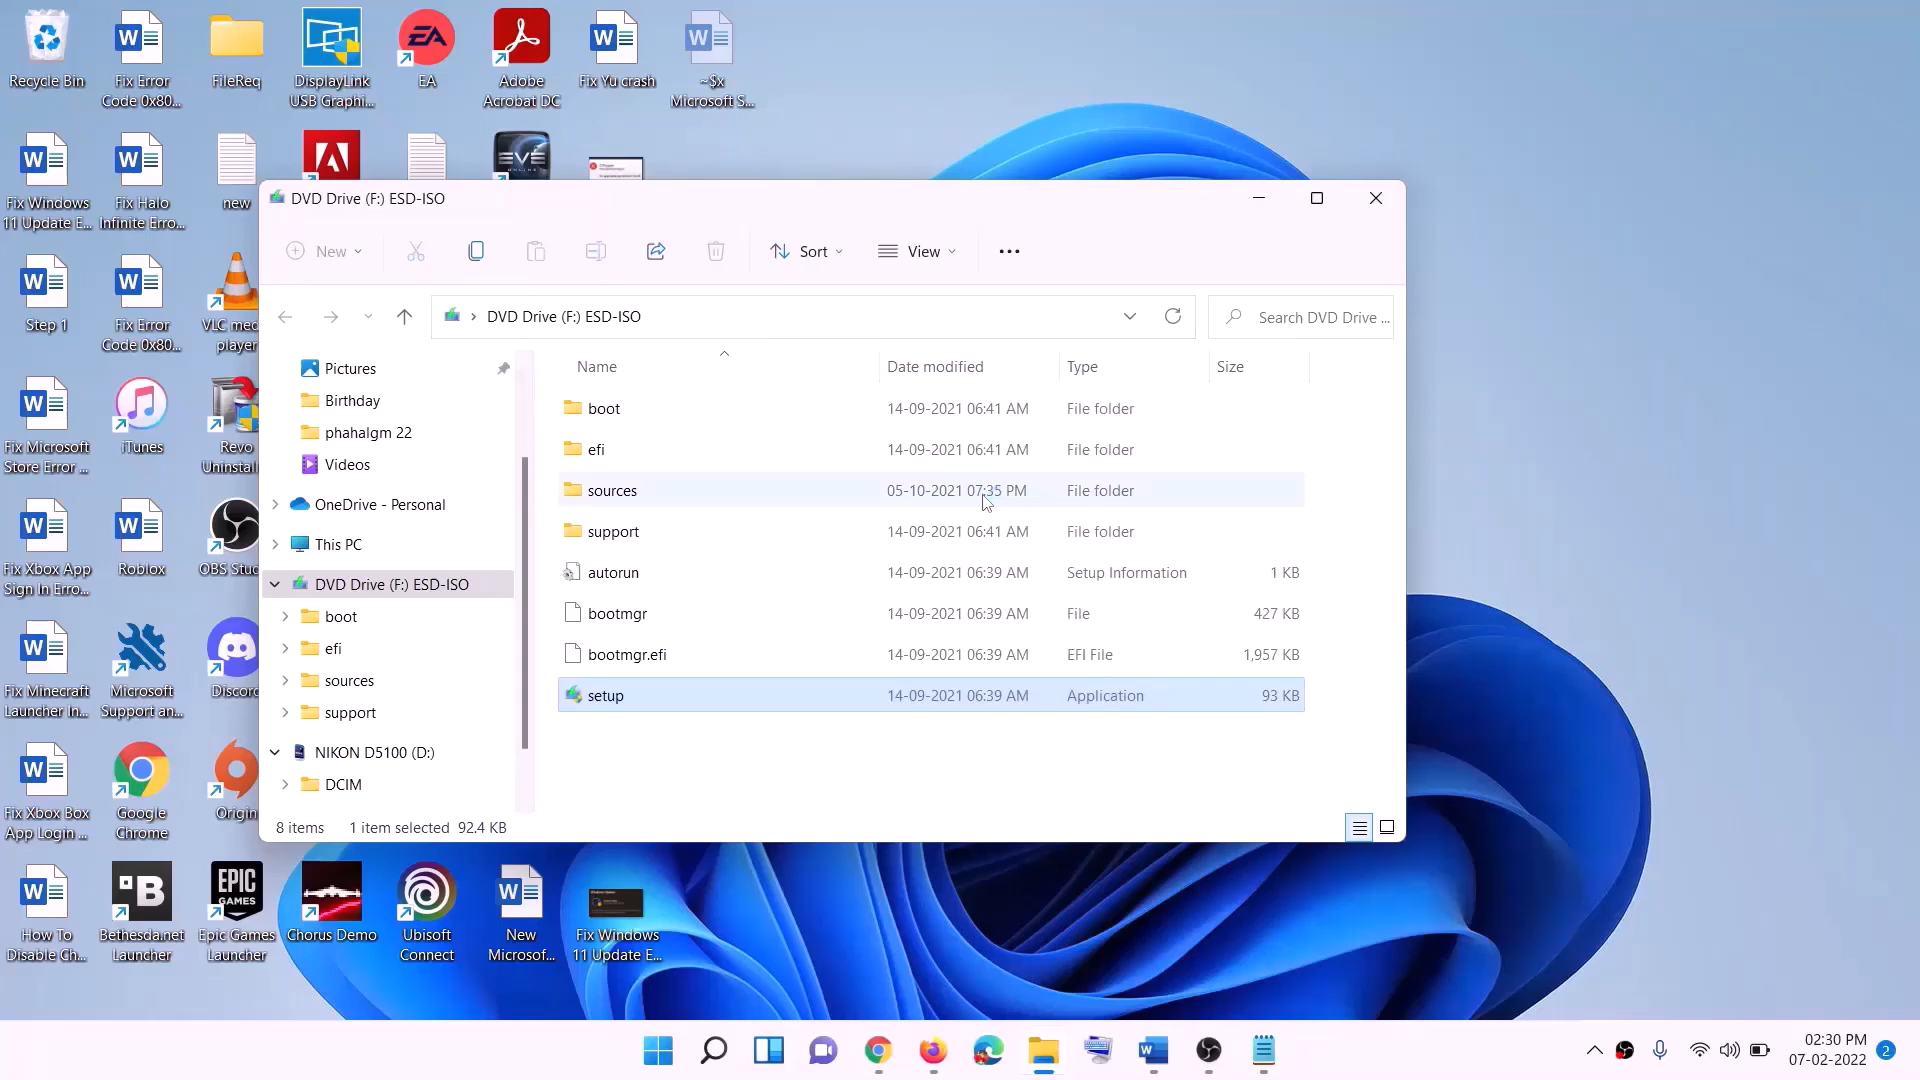 Recycle Bin
Fix Error
Code 0x80...
FileReq
DisplayLink
USB Graphi...
EA
Adobe
Acrobat DC
Fix Yu crash
~$x
Microsoft S...
Fix Windows
11 Update E...
Fix Halo
Infinite Erro...
new
EVE
ONLINE
Step 1
Fix Error
Code 0x80...
VLC med
player
Fix Microsoft
Store Error ...
iTunes
Revo
Uninstall
Fix Xbox App
Sign In Erro...
Roblox
OBS Stud
Fix Minecraft
Launcher In...
Microsoft
Support an...
Discord
Fix Xbox Box
App Login ...
Google
Chrome
Origin
How To
Disable Ch...
Bethesda.net
Launcher
EPIC
GAMES
Epic Games
Launcher
Chorus Demo
Ubisoft
Connect
New
Microsof...
Fix Windows
11 Update E...
DVD Drive (F:) ESD-ISO
New
Sort
View
DVD Drive (F:) ESD-ISO
Search DVD Drive ...
Pictures
Birthday
phahalgm 22
Videos
OneDrive - Personal
This PC
DVD Drive (F:) ESD-ISO
boot
efi
sources
support
NIKON D5100 (D:)
DCIM
Name Date modified Type Size
boot 14-09-2021 06:41 AM File folder
efi 14-09-2021 06:41 AM File folder
sources 05-10-2021 07:35 PM File folder
support 14-09-2021 06:41 AM File folder
autorun 14-09-2021 06:39 AM Setup Information 1 KB
bootmgr 14-09-2021 06:39 AM File 427 KB
bootmgr.efi 14-09-2021 06:39 AM EFI File 1,957 KB
setup 14-09-2021 06:39 AM Application 93 KB
8 items 1 item selected 92.4 KB
02:30 PM
07-02-2022
2